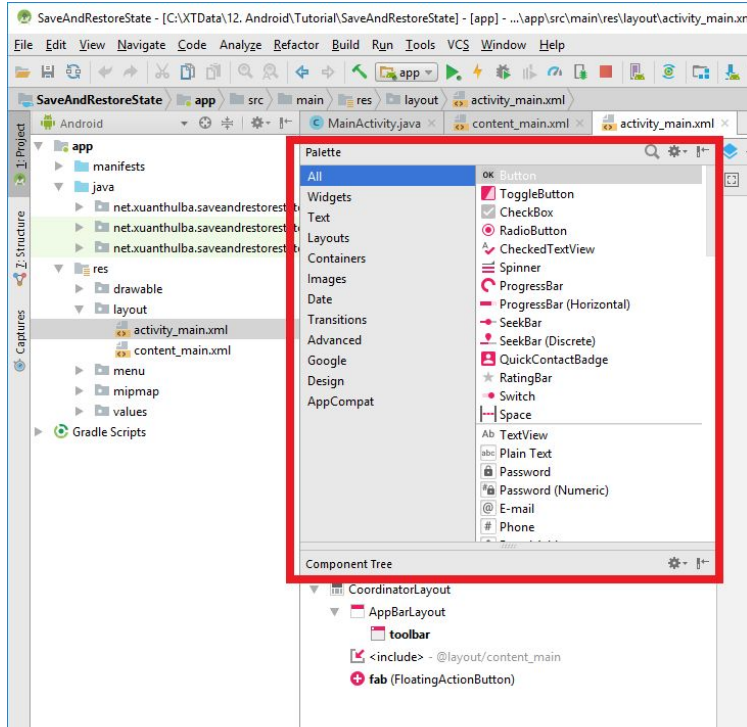 SaveAndRestoreState - [C:\XTData\12. Android\Tutorial\SaveAndRestoreState] - [app] - ...\app\src\main\res\layout\activity_main.xm
File Edit View Navigate Code Analyze Refactor Build Run Tools VCS Window Help
app
SaveAndRestoreState app src main res layout activity_main.xml
1: Project
Z: Structure
Captures
Android
app
manifests
java
net.xuanthulba.saveandrestorest
net.xuanthulba.saveandrestorest
net.xuanthulba.saveandrestorest
res
drawable
layout
activity_main.xml
content_main.xml
menu
mipmap
values
Gradle Scripts
MainActivity.java content_main.xml activity_main.xml
Palette
All
Widgets
Text
Layouts
Containers
Images
Date
Transitions
Advanced
Google
Design
AppCompat
OK Button
ToggleButton
CheckBox
RadioButton
CheckedTextView
Spinner
ProgressBar
ProgressBar (Horizontal)
SeekBar
SeekBar (Discrete)
QuickContactBadge
RatingBar
Switch
Space
Ab TextView
abc Plain Text
Password
Password (Numeric)
@ E-mail
# Phone
Component Tree
CoordinatorLayout
AppBarLayout
toolbar
<include> - @layout/content_main
fab (FloatingActionButton)